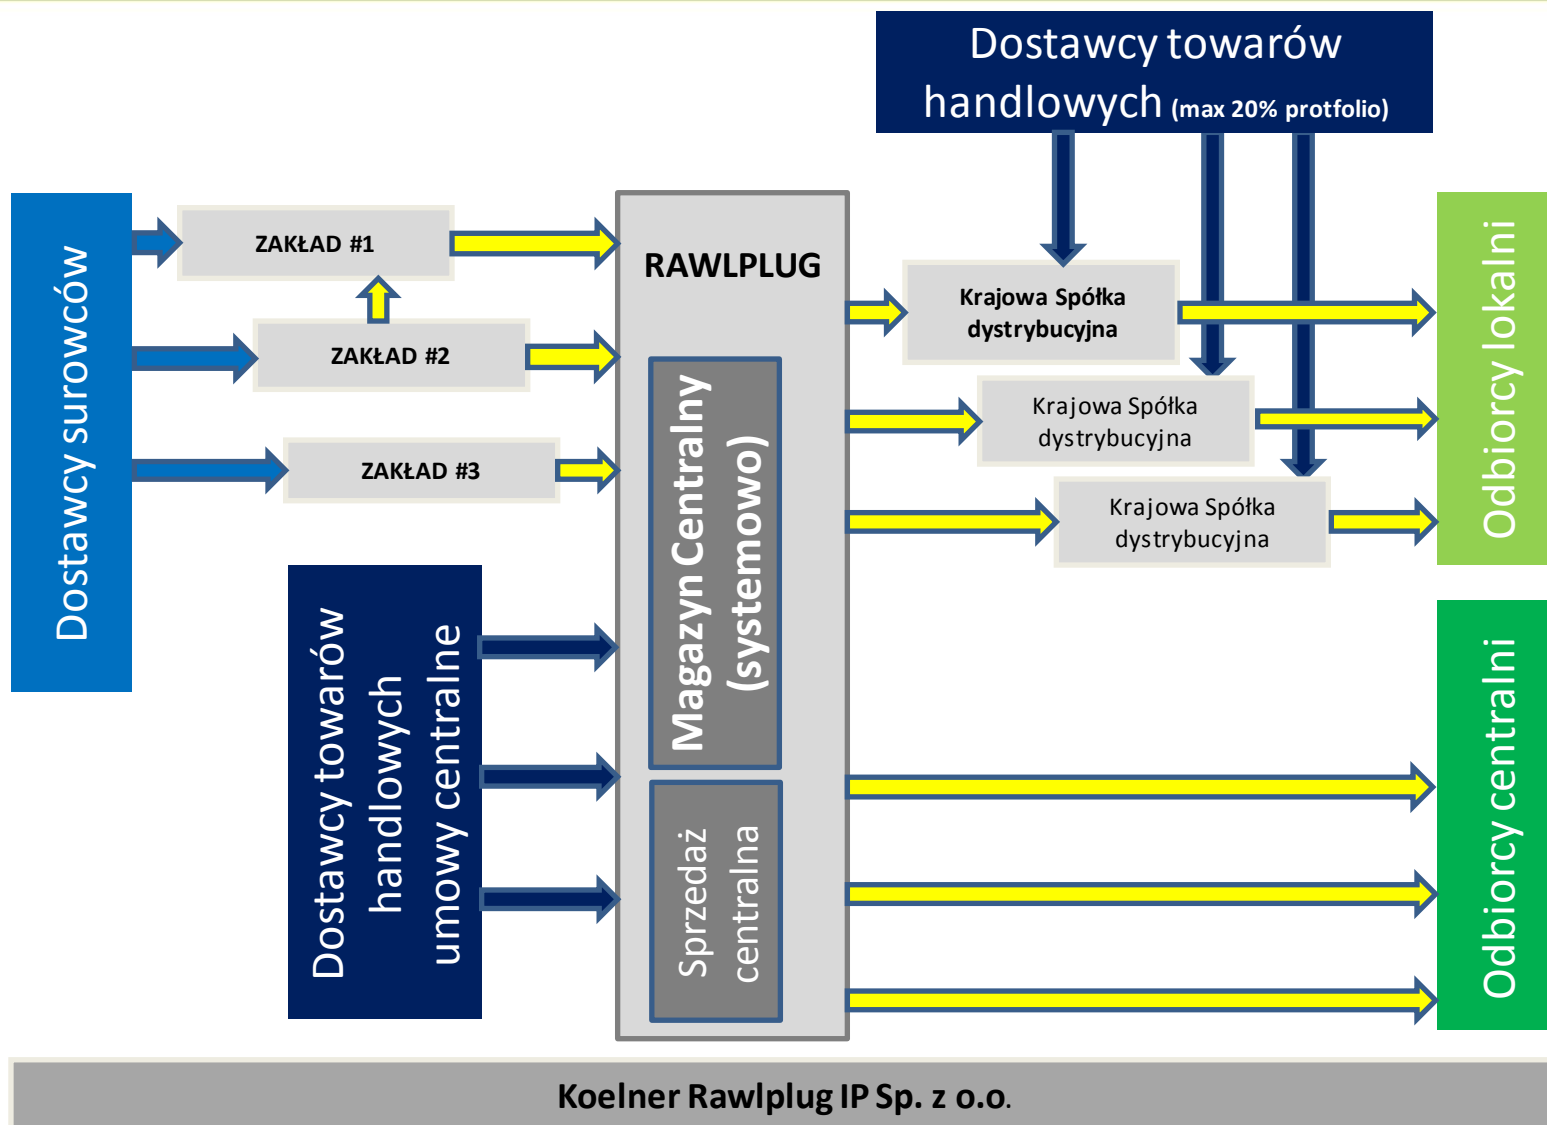 Dostawcy towarów
handlowych (max 20% protfolio)
Dostawcy surowców
ZAKŁAD #1
ZAKŁAD #2
ZAKŁAD #3
Dostawcy towarów
handlowych
umowy centralne
RAWLPLUG
Magazyn Centralny
(systemowo)
Sprzedaż
centralna
Krajowa Spółka
dystrybucyjna
Krajowa Spółka
dystrybucyjna
Krajowa Spółka
dystrybucyjna
Odbiorcy lokalni
Odbiorcy centralni
Koelner Rawlplug IP Sp. z o.o.